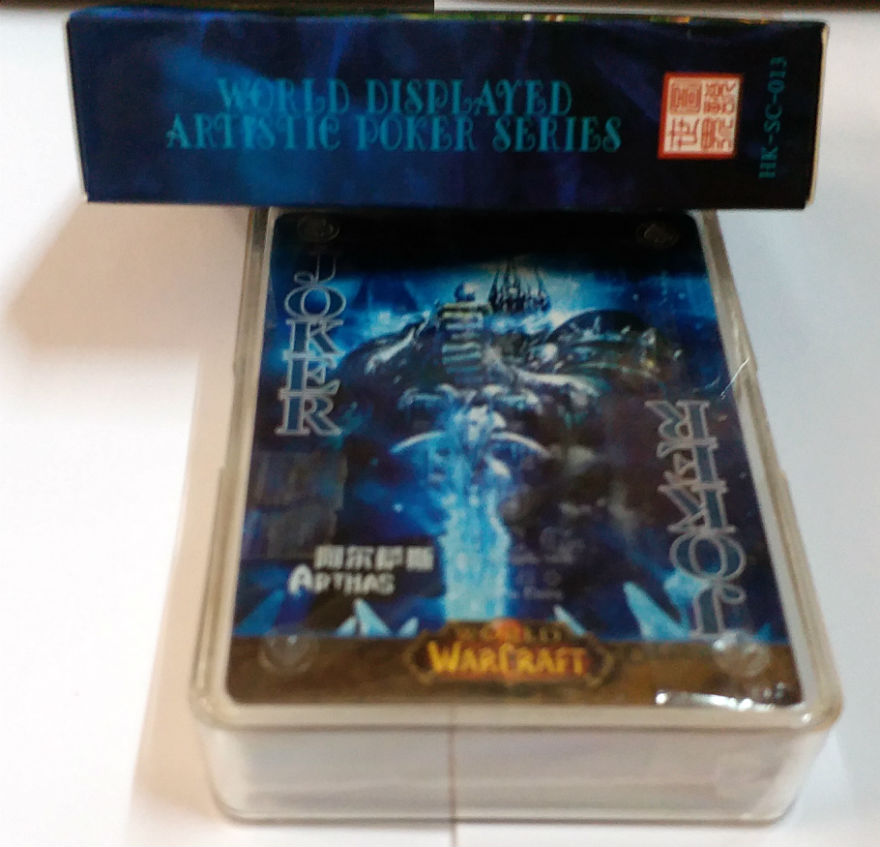 WORLD DISPLAYED
ARTISTIC POKER SERIES
HK-SC-013
JOKER
JOKER
阿尔萨斯
ARTHAS
WORLD
WARCRAFT